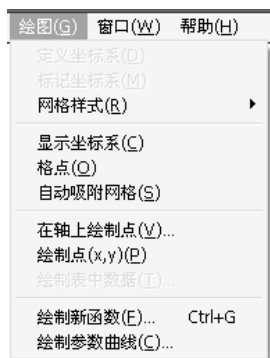 绘图(G) 窗口(W) 帮助(H)
定义坐标系(D)
标记坐标系(M)
网格样式(R)
显示坐标系(C)
格点(O)
自动吸附网格(S)
在轴上绘制点(V)...
绘制点(x,y)(P)
绘制表中数据(T)...
绘制新函数(F)... Ctrl+G
绘制参数曲线(C)...